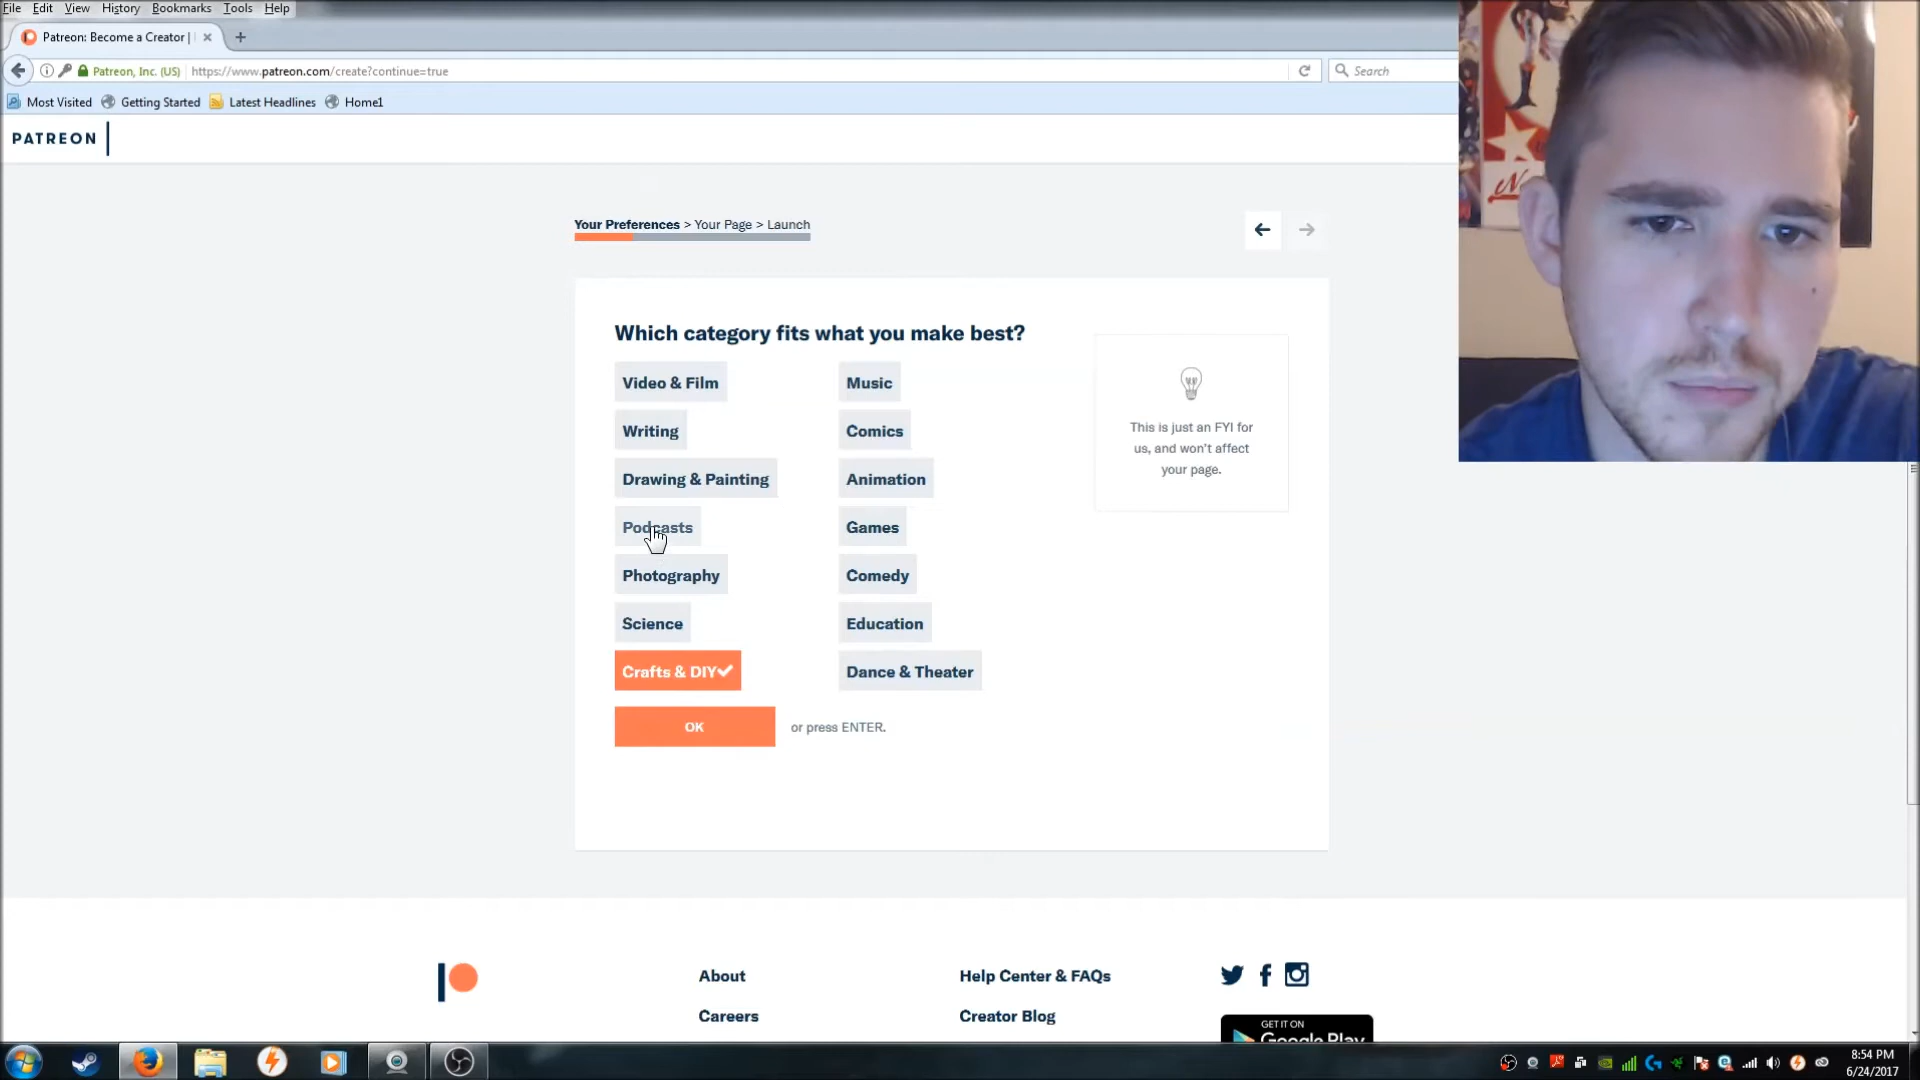 File Edit View History Bookmarks Tools Help
Patreon: Become a Creator |
Patreon, Inc. (US) https://www.patreon.com/create?continue=true
Search
Most Visited Getting Started Latest Headlines Home1
PATREON
Your Preferences > Your Page > Launch
Which category fits what you make best?
Video & Film Music
Writing Comics
Drawing & Painting Animation
Podcasts Games
Photography Comedy
Science Education
Crafts & DIY Dance & Theater
OK or press ENTER.
This is just an FYI for
us, and won't affect
your page.
About Help Center & FAQs
Careers Creator Blog
GET IT ON
Google Play
8:54 PM
6/24/2017